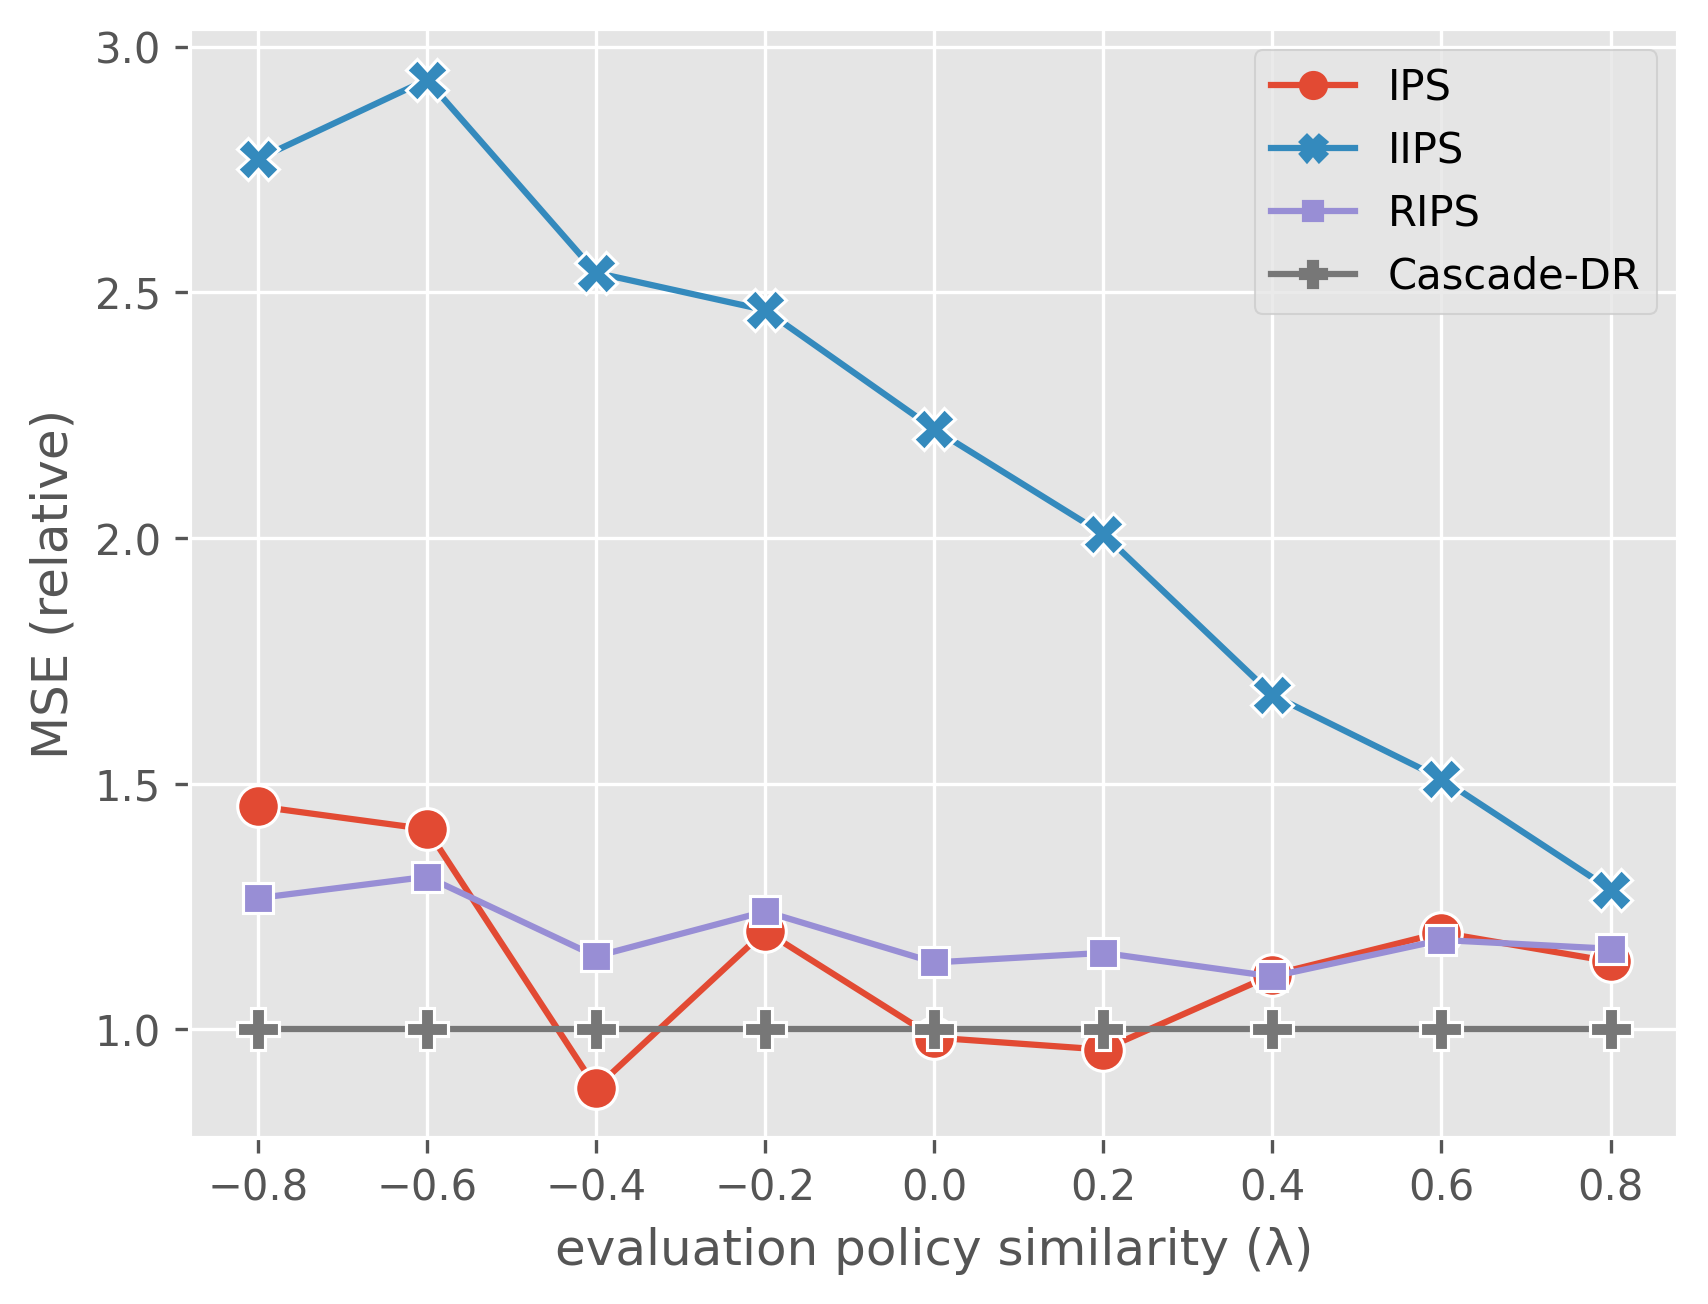 3.0
2.5
2.0
1.5
1.0
MSE (relative)
IPS
IIPS
RIPS
Cascade-DR
−0.8 −0.6 −0.4 −0.2 0.0 0.2 0.4 0.6 0.8
evaluation policy similarity (λ)